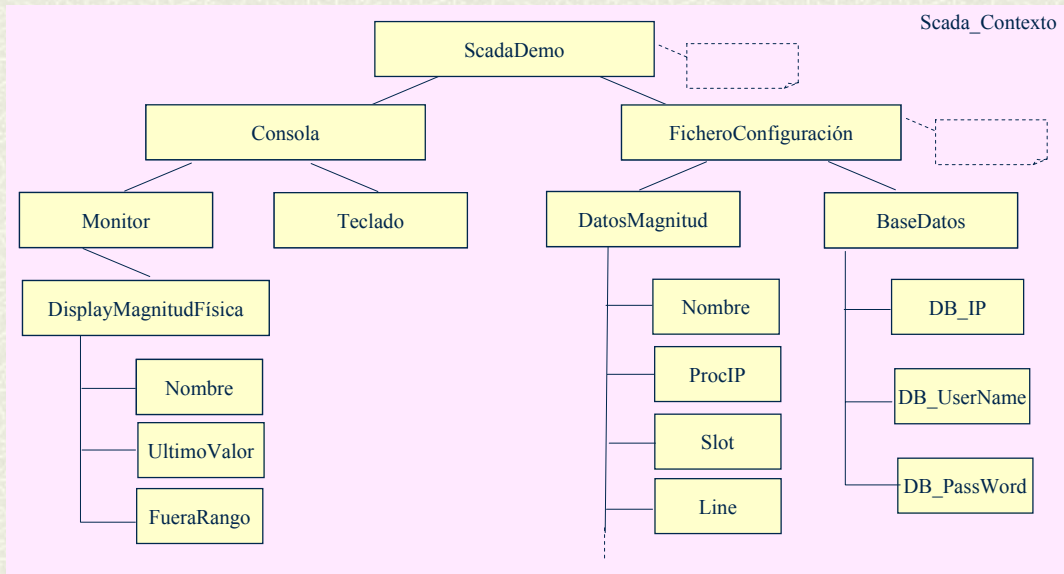 Scada_Contexto
ScadaDemo
Consola
FicheroConfiguración
Monitor
Teclado
DatosMagnitud
BaseDatos
DisplayMagnitudFísica
Nombre
DB_IP
ProcIP
Nombre
DB_UserName
UltimoValor
Slot
DB_PassWord
FueraRango
Line